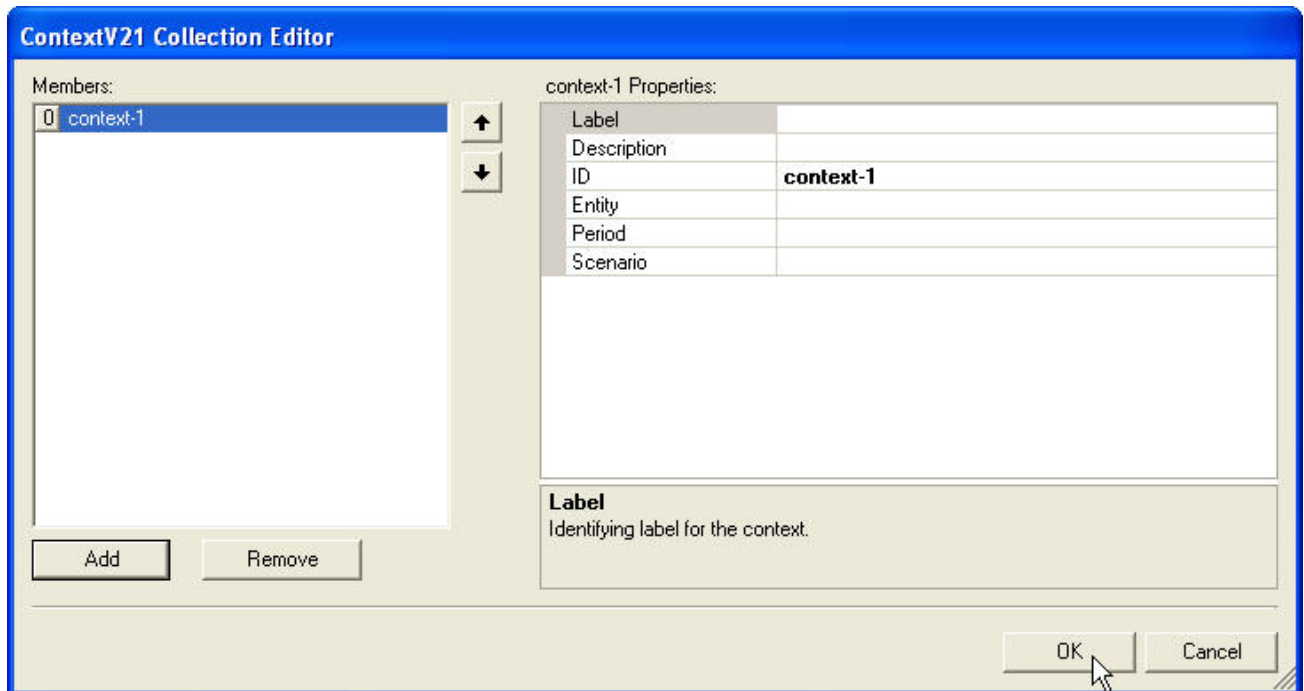 ContextV21 Collection Editor
Members:
0 context-1
context-1 Properties:
Label
Description
ID context-1
Entity
Period
Scenario
Label
Identifying label for the context.
Add Remove
OK Cancel